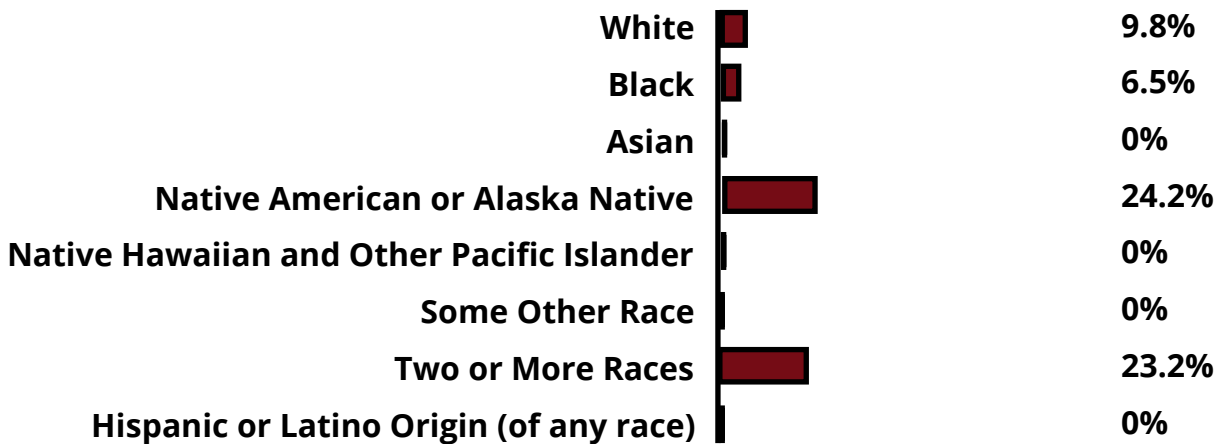 White 9.8%
Black 6.5%
Asian 0%
Native American or Alaska Native 24.2%
Native Hawaiian and Other Pacific Islander 0%
Some Other Race 0%
Two or More Races 23.2%
Hispanic or Latino Origin (of any race) 0%